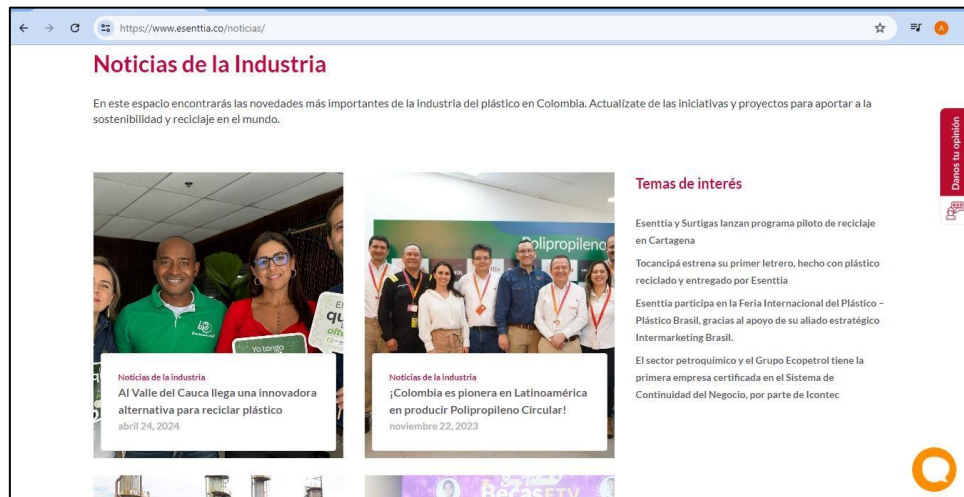 https://www.esenttia.co/noticias/
A
Noticias de la Industria
En este espacio encontrarás las novedades más importantes de la industria del plástico en Colombia. Actualízate de las iniciativas y proyectos para aportar a la
sostenibilidad y reciclaje en el mundo.
Danos tu opinión
Polipropileno
Yo tengo
Noticias de la industria
Al Valle del Cauca llega una innovadora
alternativa para reciclar plástico
abril 24, 2024
Noticias de la industria
¡Colombia es pionera en Latinoamérica
en producir Polipropileno Circular!
noviembre 22, 2023
Temas de interés
Esenttia y Surtigas lanzan programa piloto de reciclaje
en Cartagena
Tocancipá estrena su primer letrero, hecho con plástico
reciclado y entregado por Esenttia
Esenttia participa en la Feria Internacional del Plástico –
Plástico Brasil, gracias al apoyo de su aliado estratégico
Intermarketing Brasil.
El sector petroquímico y el Grupo Ecopetrol tiene la
primera empresa certificada en el Sistema de
Continuidad del Negocio, por parte de Icontec
BecasETV